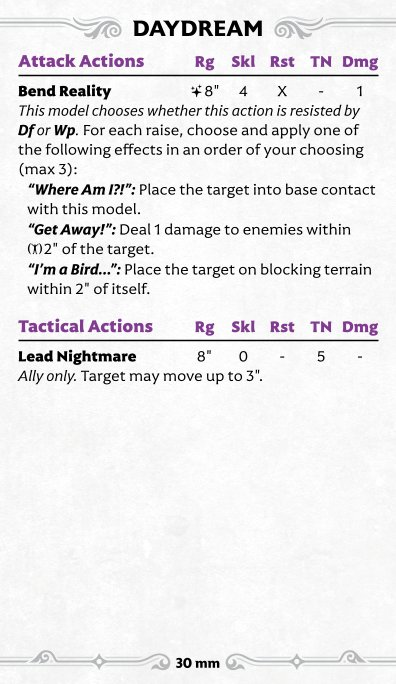 DAYDREAM
Attack Actions Rg Skl Rst TN Dmg
Bend Reality 8" 4 X - 1
This model chooses whether this action is resisted by
Df or Wp. For each raise, choose and apply one of
the following effects in an order of your choosing
(max 3):
“Where Am I?!”: Place the target into base contact
with this model.
“Get Away!”: Deal 1 damage to enemies within
2" of the target.
“I’m a Bird...”: Place the target on blocking terrain
within 2" of itself.
Tactical Actions Rg Skl Rst TN Dmg
Lead Nightmare 8" 0 - 5 -
Ally only. Target may move up to 3".
30 mm